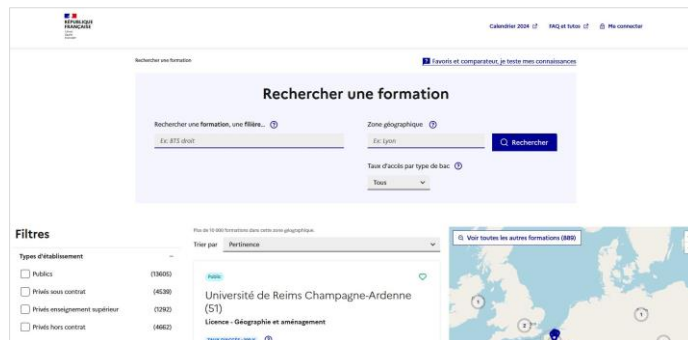 RÉPUBLIQUE
FRANÇAISE
Calendrier 2024
FAQ et tutos
Me connecter
Rechercher une formation
Favoris et comparateur, je teste mes connaissances
Rechercher une formation
Rechercher une formation, une filière...
Zone géographique
Ex: BTS droit
Ex: Lyon
Rechercher
Taux d'accès par type de bac
Tous
Filtres
Plus de 10 000 formations dans cette zone géographique.
Trier par Pertinence
Voir toutes les autres formations (889)
Types d'établissement
Publics (13605)
Privés sous contrat (4539)
Privés enseignement supérieur (1292)
Privés hors contrat (4662)
Public
Université de Reims Champagne-Ardenne
(51)
Licence - Géographie et aménagement